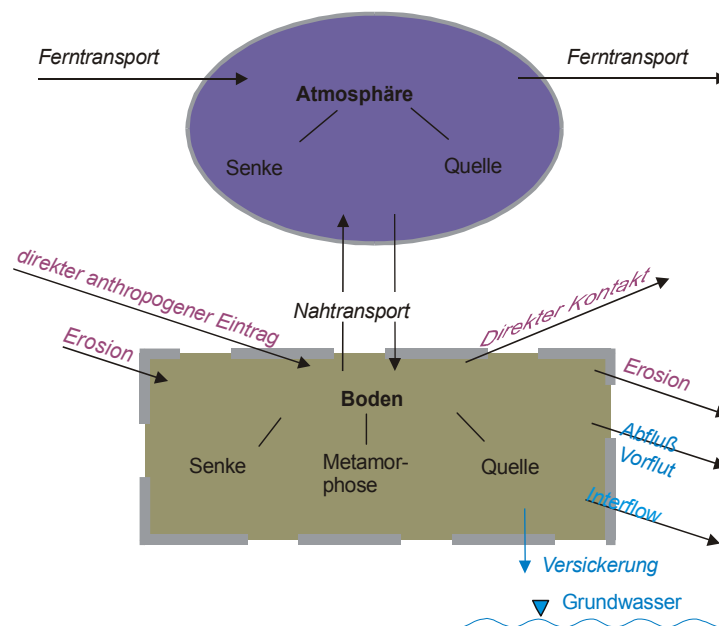 Ferntransport
Ferntransport
Atmosphäre
Senke
Quelle
direkter anthropogener Eintrag
Nahtransport
Direkter Kontakt
Erosion
Erosion
Boden
Abfluß
Vorflut
Senke
Metamor-
phose
Quelle
Interflow
Versickerung
Grundwasser